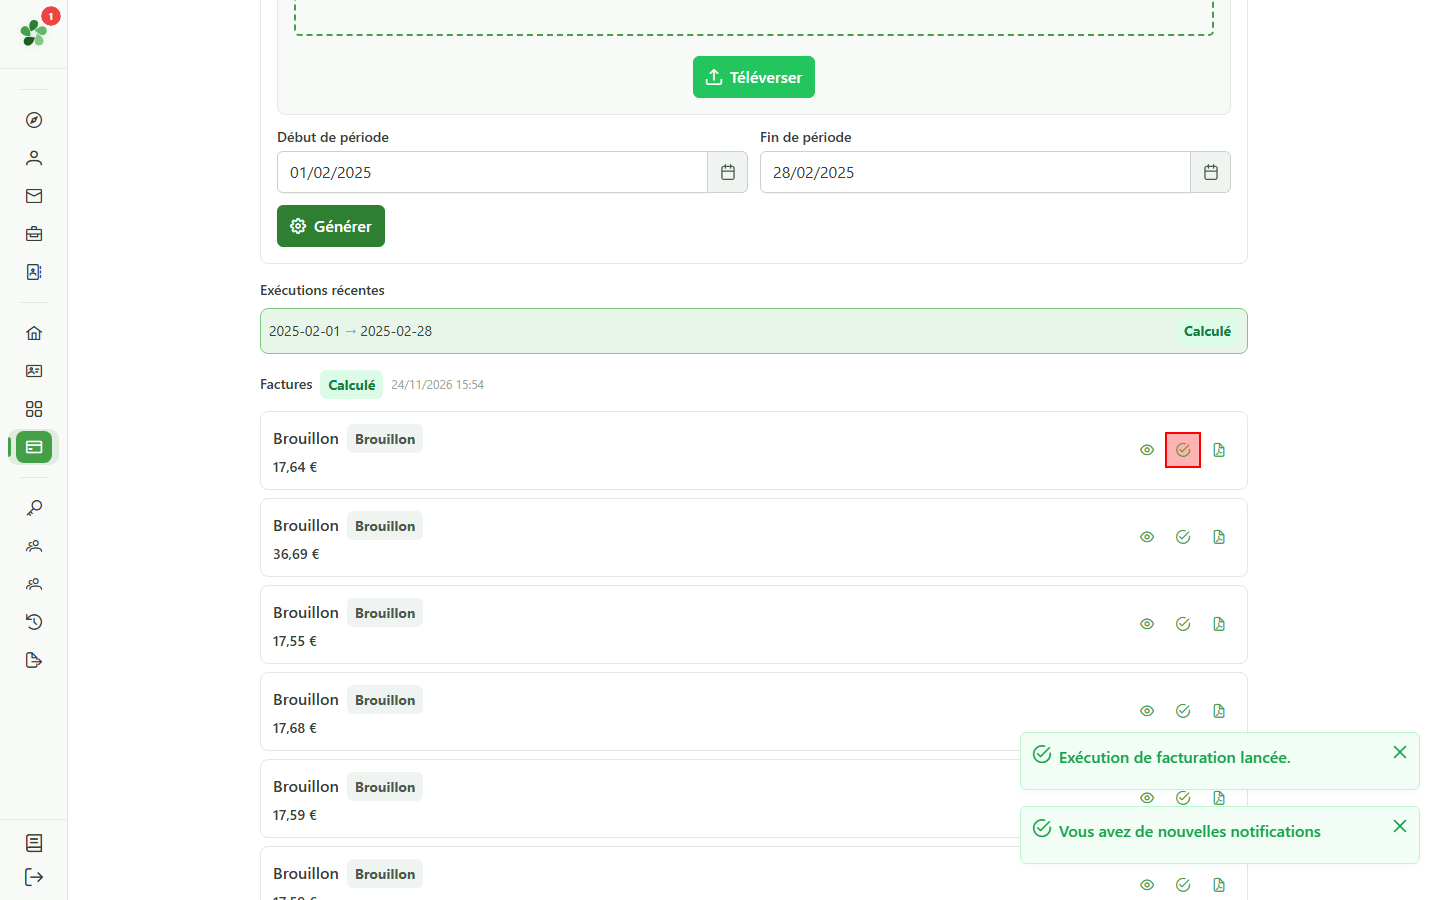 1
Téléverser
Début de période
Fin de période
01/02/2025
28/02/2025
Générer
Exécutions récentes
2025-02-01 → 2025-02-28
Calculé
Factures Calculé 24/11/2026 15:54
Brouillon Brouillon
17,64 €
Brouillon Brouillon
36,69 €
Brouillon Brouillon
17,55 €
Brouillon Brouillon
17,68 €
Exécution de facturation lancée.
Brouillon Brouillon
17,59 €
Vous avez de nouvelles notifications
Brouillon Brouillon